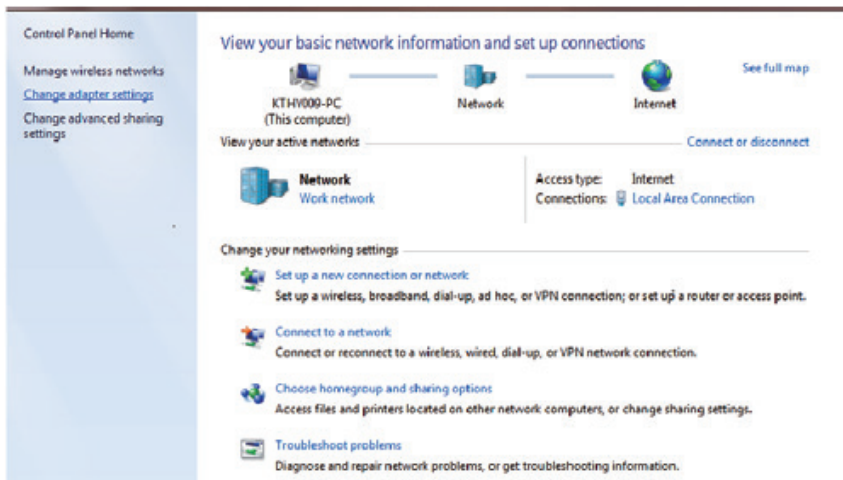 Control Panel Home
Manage wireless networks
Change adapter settings
Change advanced sharing
settings
View your basic network information and set up connections
See full map
KTHV009-PC
(This computer)
Network
Internet
View your active networks
Connect or disconnect
Network
Work network
Access type: Internet
Connections: Local Area Connection
Change your networking settings
Set up a new connection or network
Set up a wireless, broadband, dial-up, ad hoc, or VPN connection; or set up a router or access point.
Connect to a network
Connect or reconnect to a wireless, wired, dial-up, or VPN network connection.
Choose homegroup and sharing options
Access files and printers located on other network computers, or change sharing settings.
Troubleshoot problems
Diagnose and repair network problems, or get troubleshooting information.